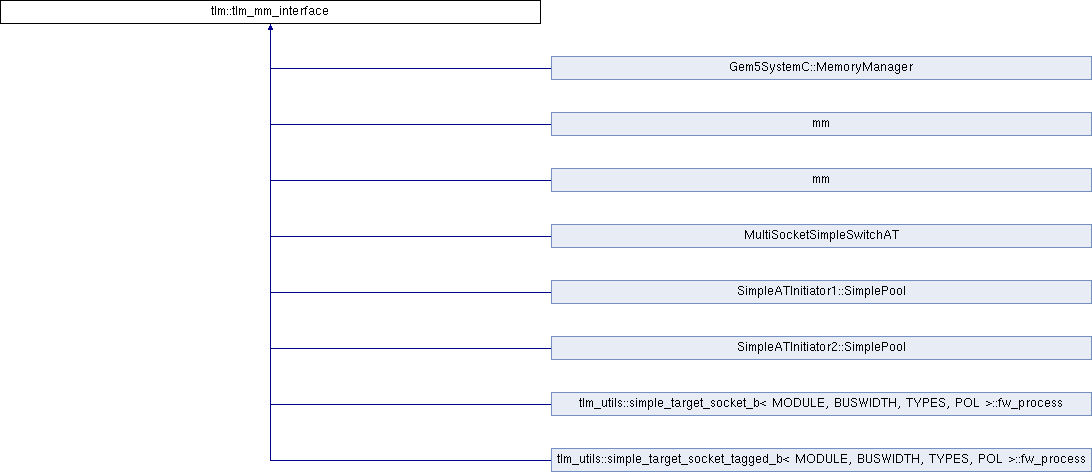 tlm::tlm_mm_interface
Gem5SystemC::MemoryManager
mm
mm
MultiSocketSimpleSwitchAT
SimpleATInitiator1::SimplePool
SimpleATInitiator2::SimplePool
tlm_utils::simple_target_socket_b< MODULE, BUSWIDTH, TYPES, POL >::fw_process
tlm_utils::simple_target_socket_tagged_b< MODULE, BUSWIDTH, TYPES, POL >::fw_process